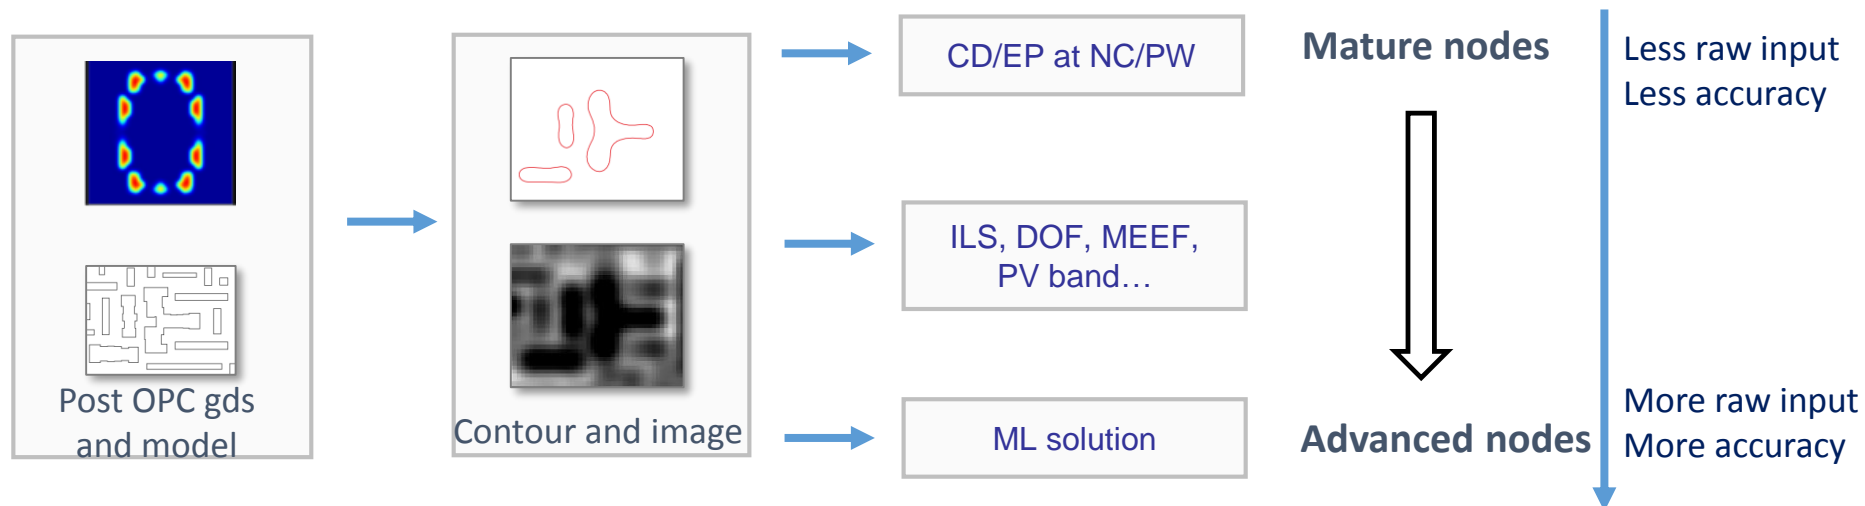 Post OPC gds
and model
Contour and image
CD/EP at NC/PW
ILS, DOF, MEEF,
PV band…
ML solution
Mature nodes
Advanced nodes
Less raw input
Less accuracy
More raw input
More accuracy